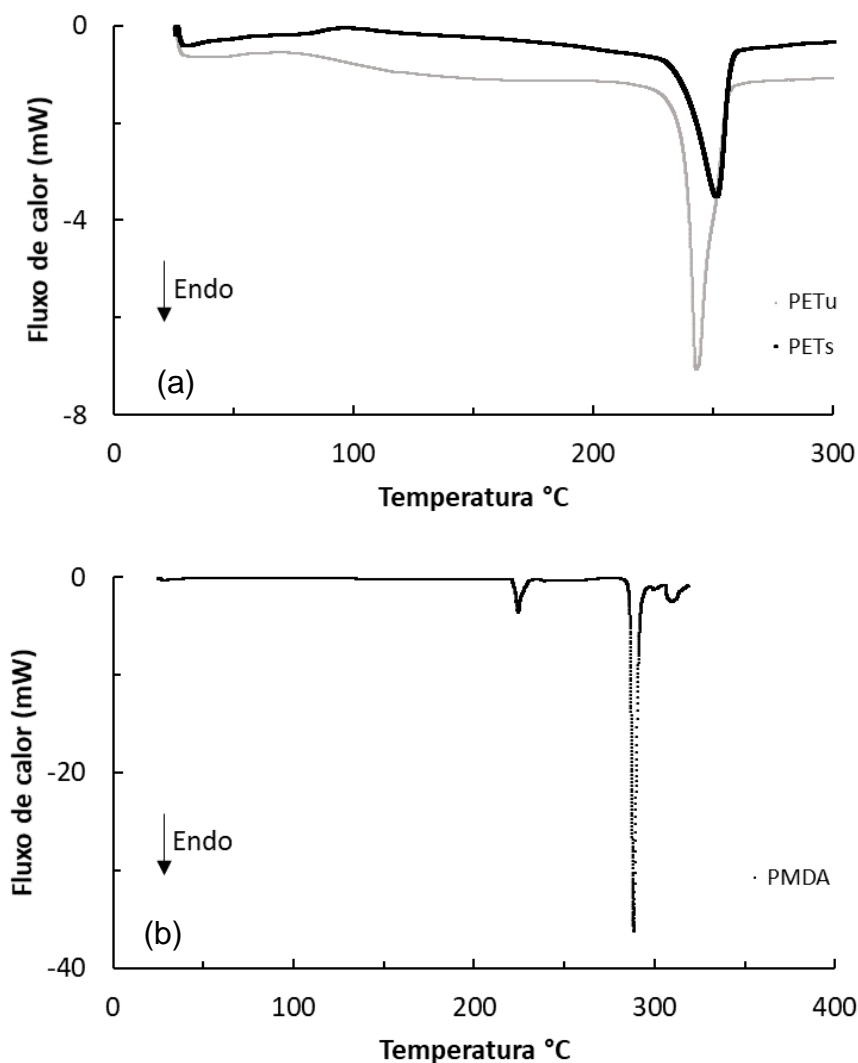 0
-4
-8
Fluxo de calor (mW)
Endo
(a)
PETu
PETs
0 100 200 300
Temperatura °C
0
-20
-40
Fluxo de calor (mW)
Endo
(b)
PMDA
0 100 200 300 400
Temperatura °C